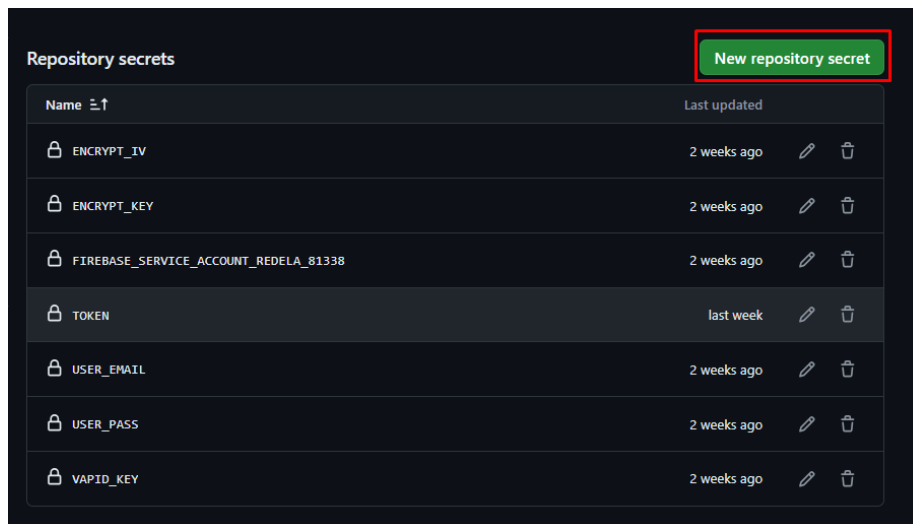 Repository secrets
New repository secret
Name
Last updated
ENCRYPT_IV
2 weeks ago
ENCRYPT_KEY
2 weeks ago
FIREBASE_SERVICE_ACCOUNT_REDELA_81338
2 weeks ago
TOKEN
last week
USER_EMAIL
2 weeks ago
USER_PASS
2 weeks ago
VAPID_KEY
2 weeks ago